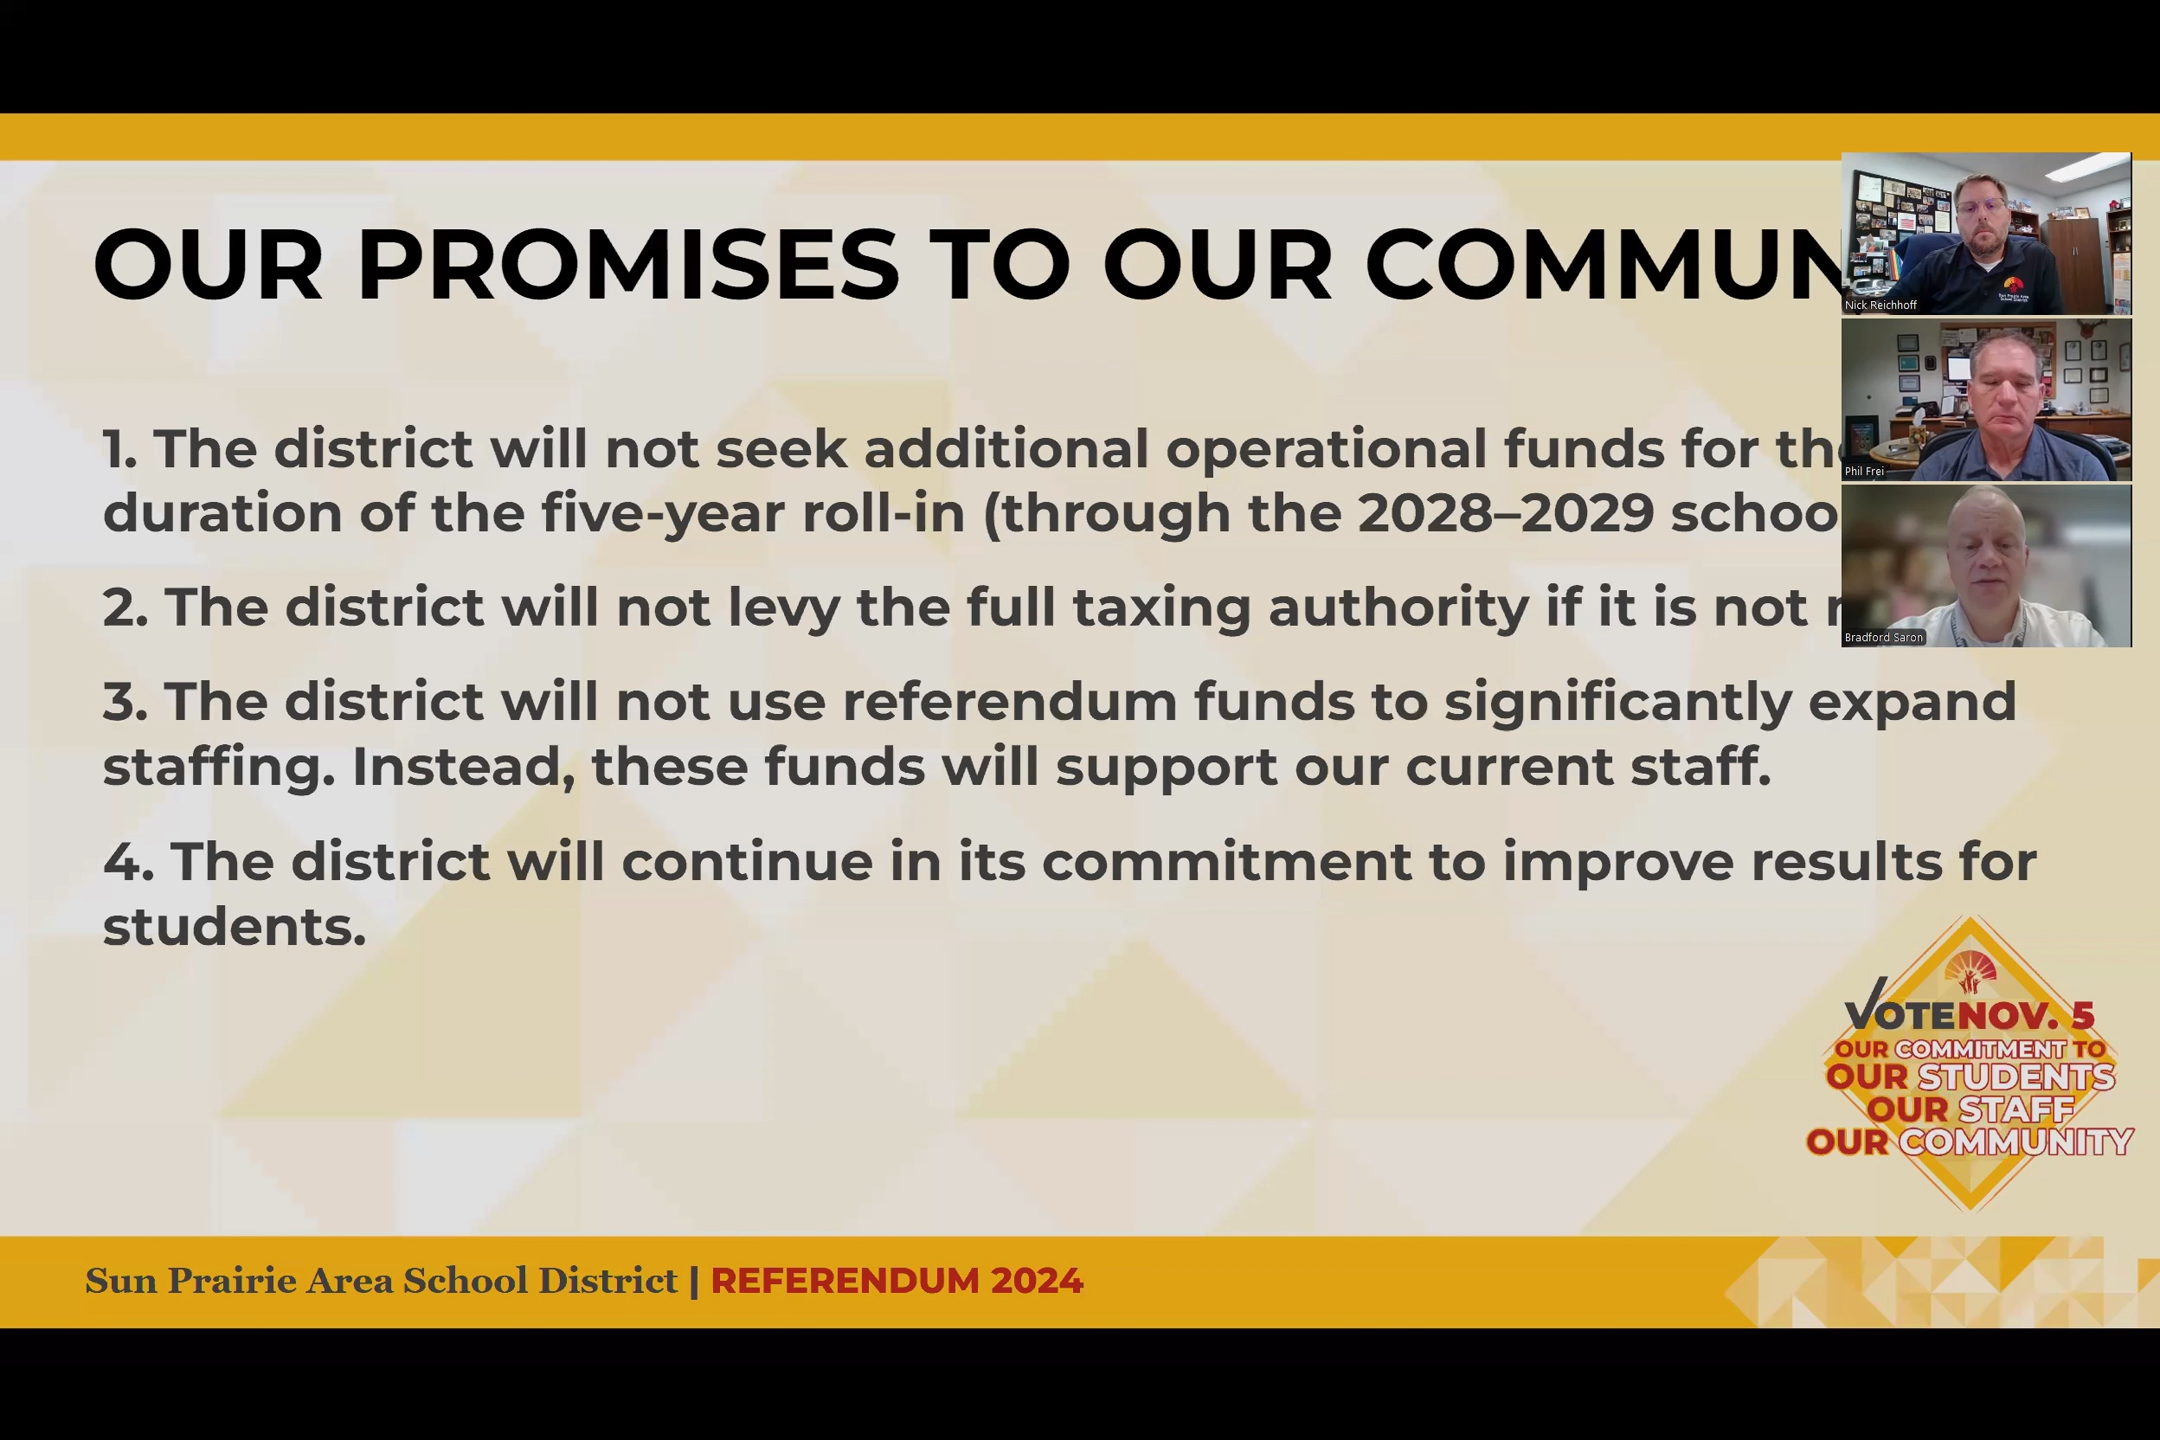 OUR PROMISES TO OUR COMMUN
1. The district will not seek additional operational funds for the
duration of the five-year roll-in (through the 2028–2029 schoo
2. The district will not levy the full taxing authority if it is not
3. The district will not use referendum funds to significantly expand
staffing. Instead, these funds will support our current staff.
4. The district will continue in its commitment to improve results for
students.
Nick Reichhoff
Phil Frei
Bradford Saron
VOTE NOV. 5
OUR COMMITMENT TO
OUR STUDENTS
OUR STAFF
OUR COMMUNITY
Sun Prairie Area School District | REFERENDUM 2024